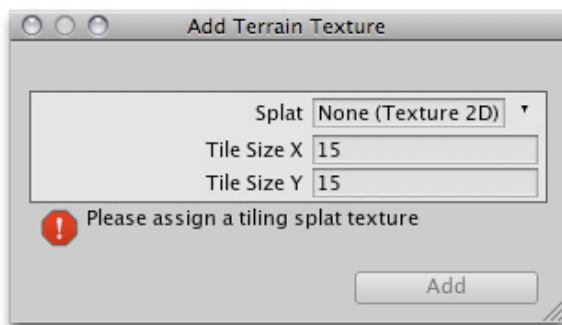 Add Terrain Texture
Splat None (Texture 2D)
Tile Size X 15
Tile Size Y 15
Please assign a tiling splat texture
Add